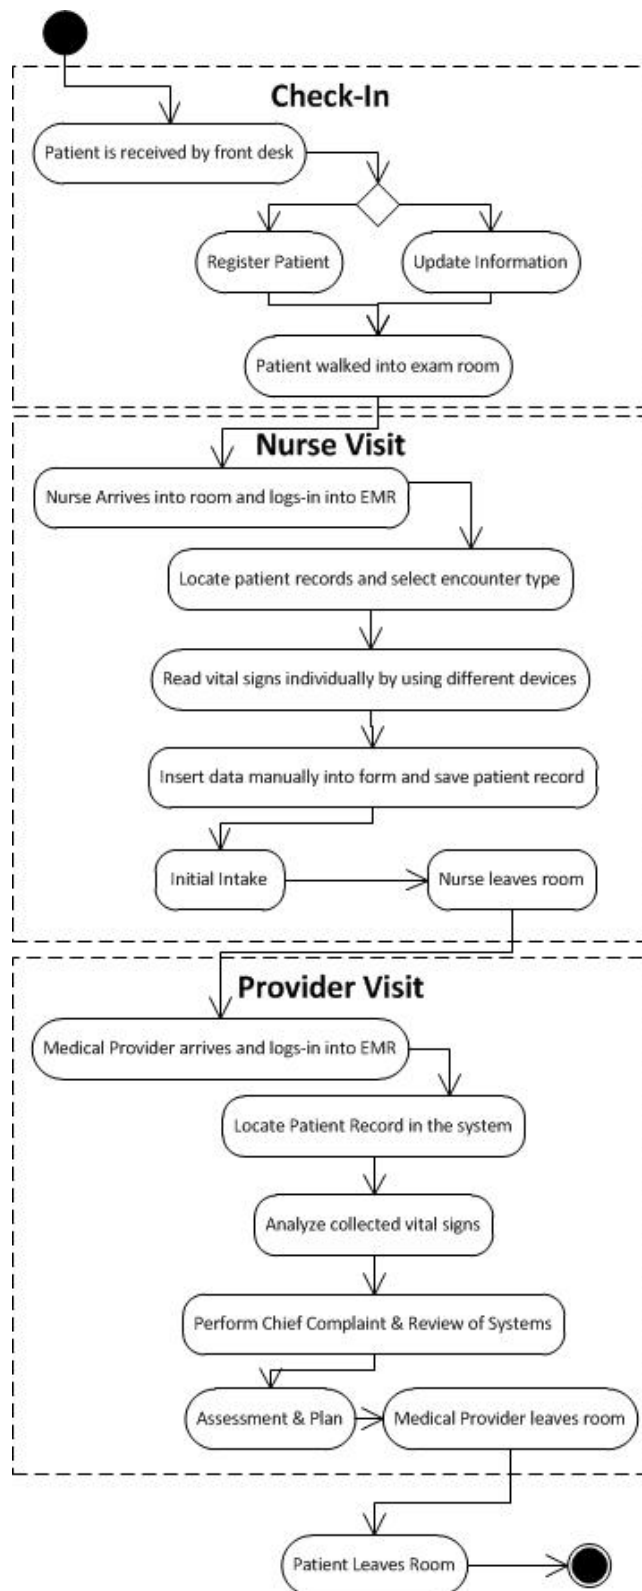 Check-In
Patient is received by front desk
Register Patient
Update Information
Patient walked into exam room
Nurse Visit
Nurse Arrives into room and logs-in into EMR
Locate patient records and select encounter type
Read vital signs individually by using different devices
Insert data manually into form and save patient record
Initial Intake
Nurse leaves room
Provider Visit
Medical Provider arrives and logs-in into EMR
Locate Patient Record in the system
Analyze collected vital signs
Perform Chief Complaint & Review of Systems
Assessment & Plan
Medical Provider leaves room
Patient Leaves Room